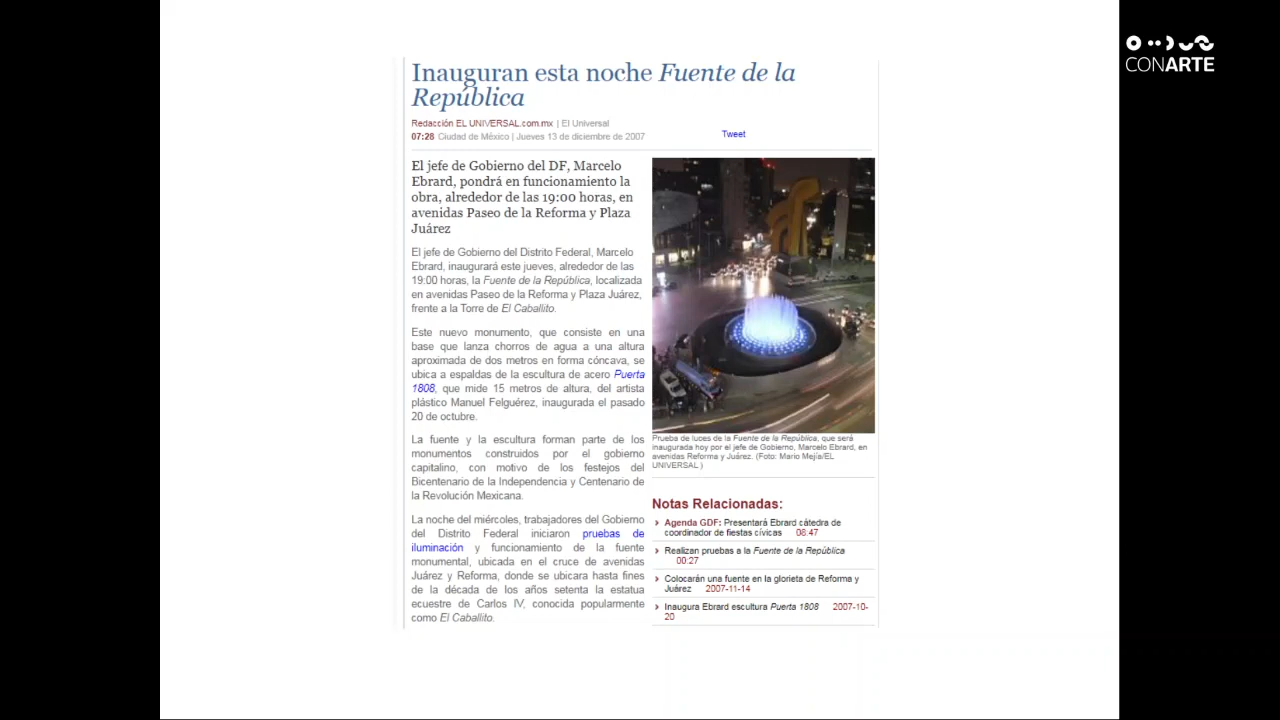 CONARTE
Inauguran esta noche Fuente de la
República
Redacción EL UNIVERSAL.com.mx | El Universal
07:28 Ciudad de México | Jueves 13 de diciembre de 2007
Tweet
El jefe de Gobierno del DF, Marcelo
Ebrard, pondrá en funcionamiento la
obra, alrededor de las 19:00 horas, en
avenidas Paseo de la Reforma y Plaza
Juárez
El jefe de Gobierno del Distrito Federal, Marcelo
Ebrard, inaugurará este jueves, alrededor de las
19:00 horas, la Fuente de la República, localizada
en avenidas Paseo de la Reforma y Plaza Juárez,
frente a la Torre de El Caballito.
Este nuevo monumento, que consiste en una
base que lanza chorros de agua a una altura
aproximada de dos metros en forma cóncava, se
ubica a espaldas de la escultura de acero Puerta
1808, que mide 15 metros de altura, del artista
plástico Manuel Felguérez, inaugurada el pasado
20 de octubre.
La fuente y la escultura forman parte de los
monumentos construidos por el gobierno
capitalino, con motivo de los festejos del
Bicentenario de la Independencia y Centenario de
la Revolución Mexicana.
La noche del miércoles, trabajadores del Gobierno
del Distrito Federal iniciaron pruebas de
iluminación y funcionamiento de la fuente
monumental, ubicada en el cruce de avenidas
Juárez y Reforma, donde se ubicara hasta fines
de la década de los años setenta la estatua
ecuestre de Carlos IV, conocida popularmente
como El Caballito.
Prueba de luces de la Fuente de la República, que será
inaugurada hoy por el jefe de Gobierno, Marcelo Ebrard, en
avenidas Reforma y Juárez. (Foto: Mario Mejía/EL
UNIVERSAL )
Notas Relacionadas:
Agenda GDF: Presentará Ebrard cátedra de
coordinador de fiestas cívicas 08:47
Realizan pruebas a la Fuente de la República
00:27
Colocarán una fuente en la glorieta de Reforma y
Juárez 2007-11-14
Inaugura Ebrard escultura Puerta 1808 2007-10-
20